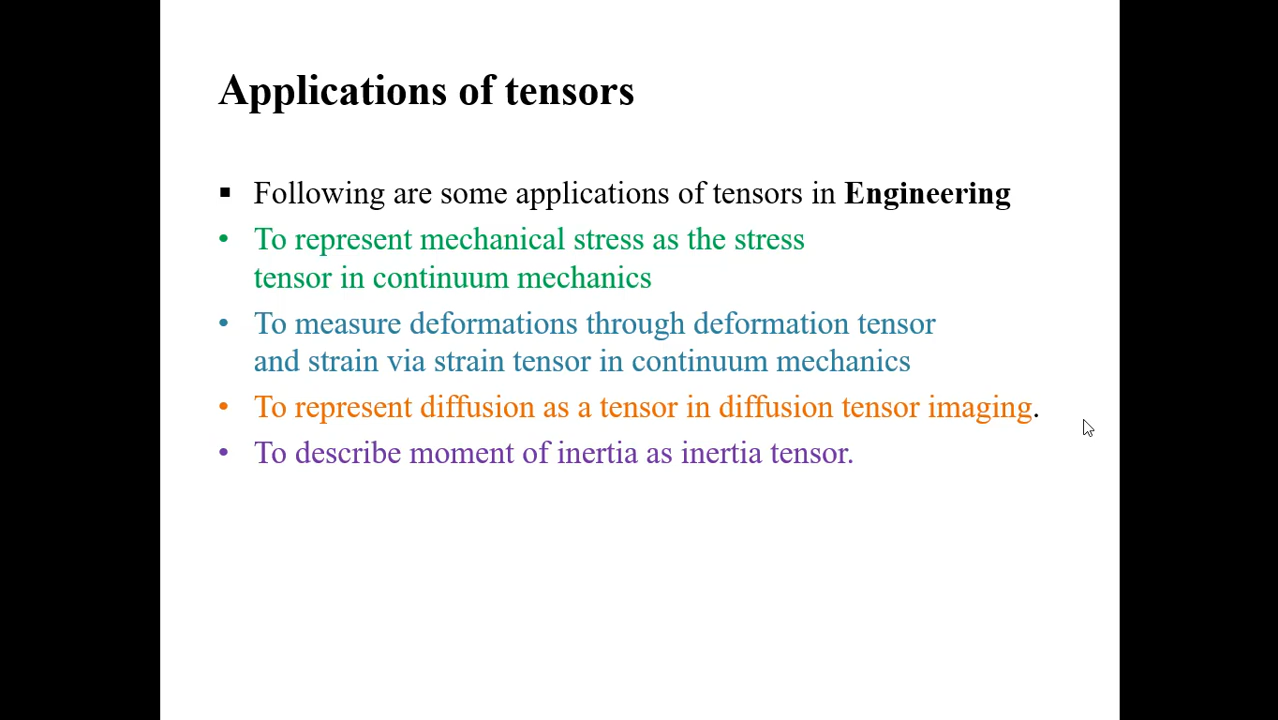 Applications of tensors
▪ Following are some applications of tensors in Engineering
• To represent mechanical stress as the stress
tensor in continuum mechanics
• To measure deformations through deformation tensor
and strain via strain tensor in continuum mechanics
• To represent diffusion as a tensor in diffusion tensor imaging.
• To describe moment of inertia as inertia tensor.